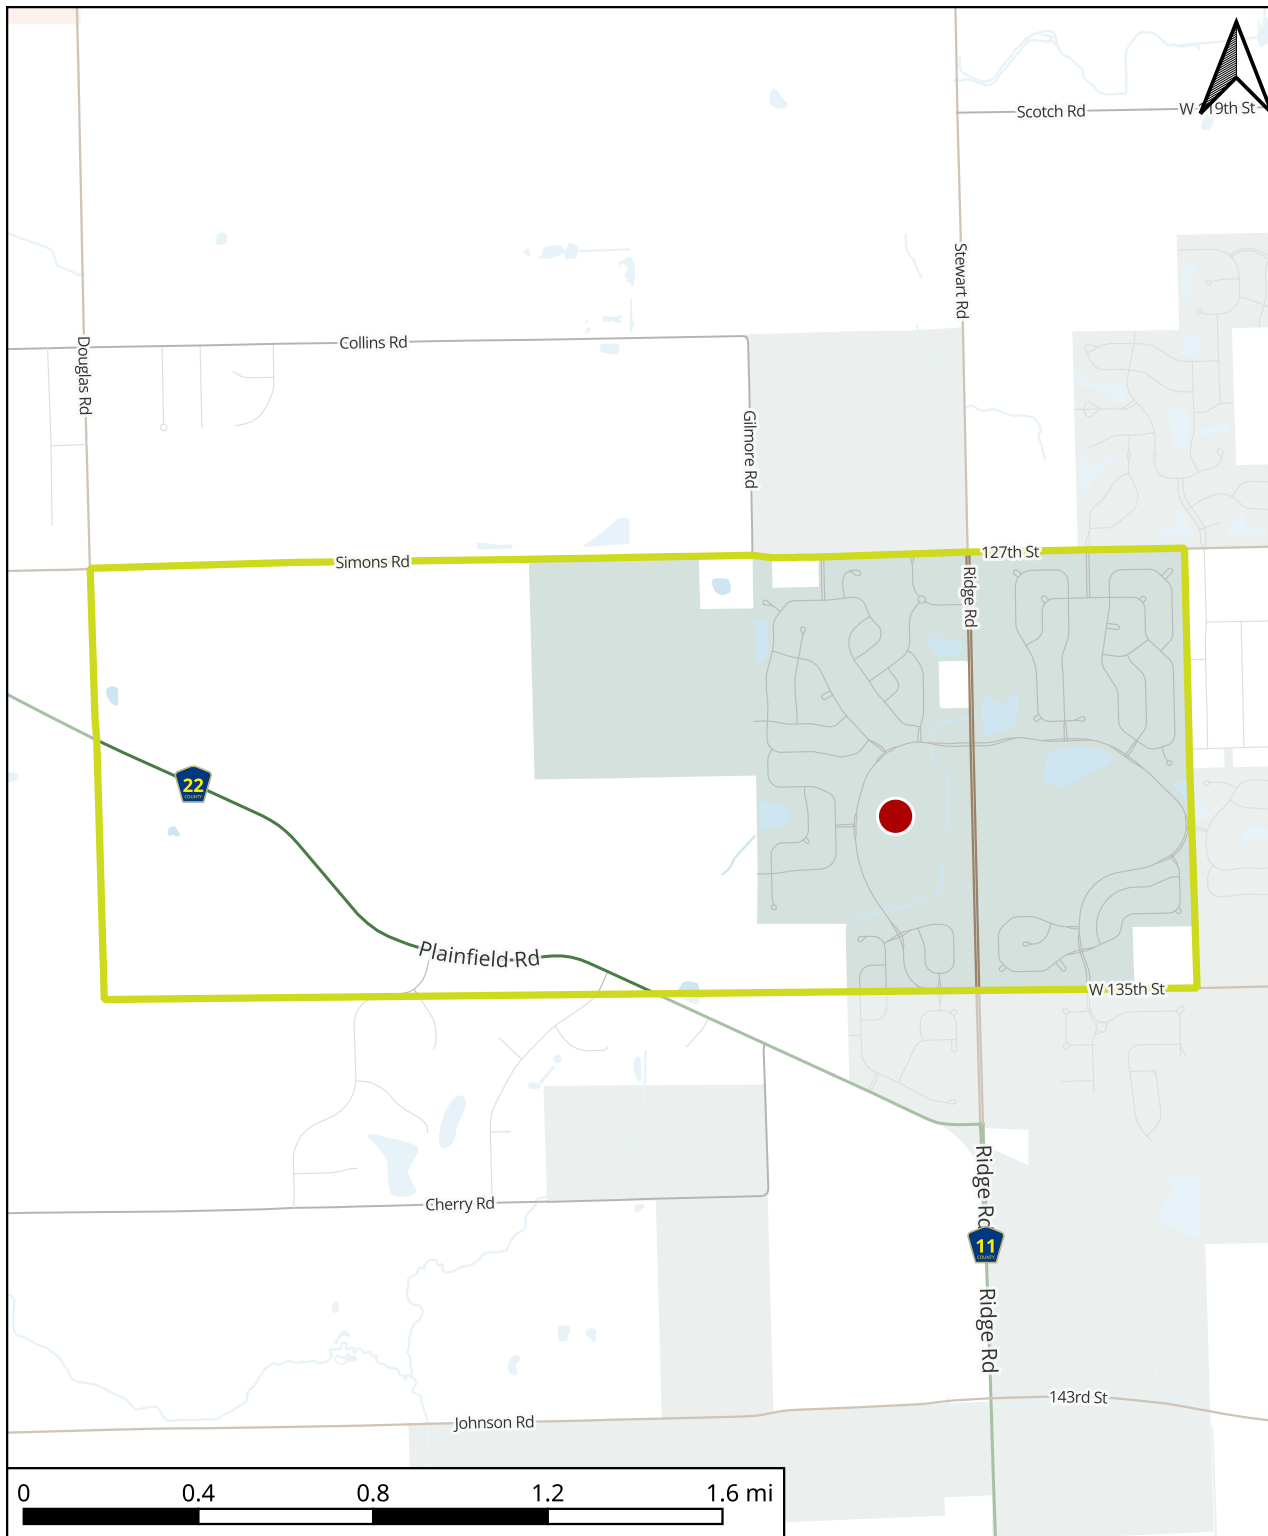 Scotch Rd
W 119th St
Stewart Rd
Douglas Rd
Collins Rd
Gilmore Rd
Simons Rd
127th St
Ridge Rd
22
COUNTY
Plainfield Rd
W 135th St
Ridge Rd
Cherry Rd
11
COUNTY
Ridge Rd
143rd St
Johnson Rd
0 0.4 0.8 1.2 1.6 mi